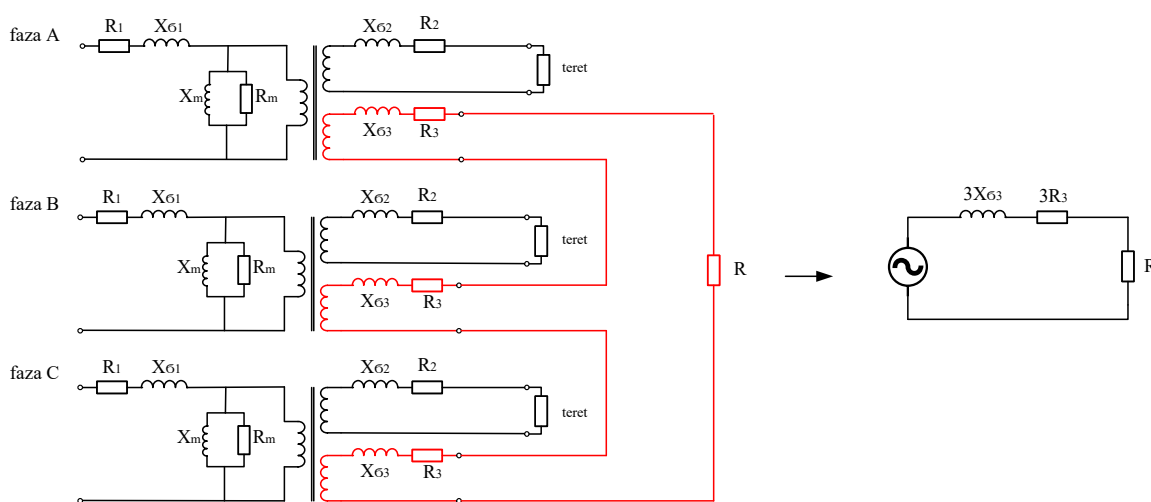 faza A
R1
Xб1
Xб2
R2
teret
Xm
Rm
Xб3
R3
faza B
R1
Xб1
Xб2
R2
teret
Xm
Rm
Xб3
R3
R
3Xб3
3R3
R
faza C
R1
Xб1
Xб2
R2
teret
Xm
Rm
Xб3
R3